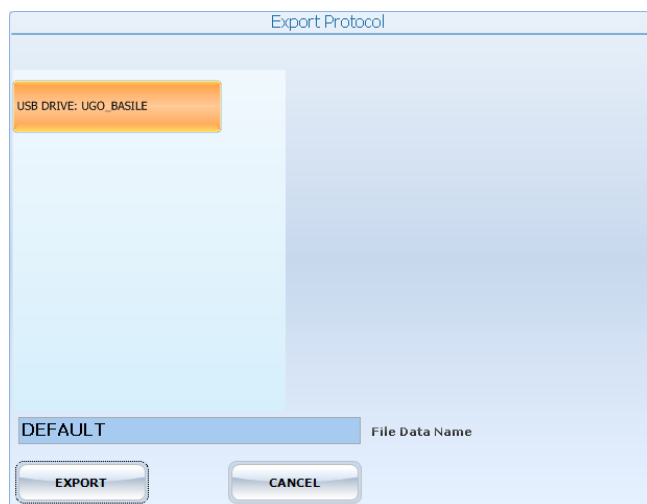 Export Protocol
USB DRIVE: UGO_BASILE
DEFAULT
File Data Name
EXPORT
CANCEL